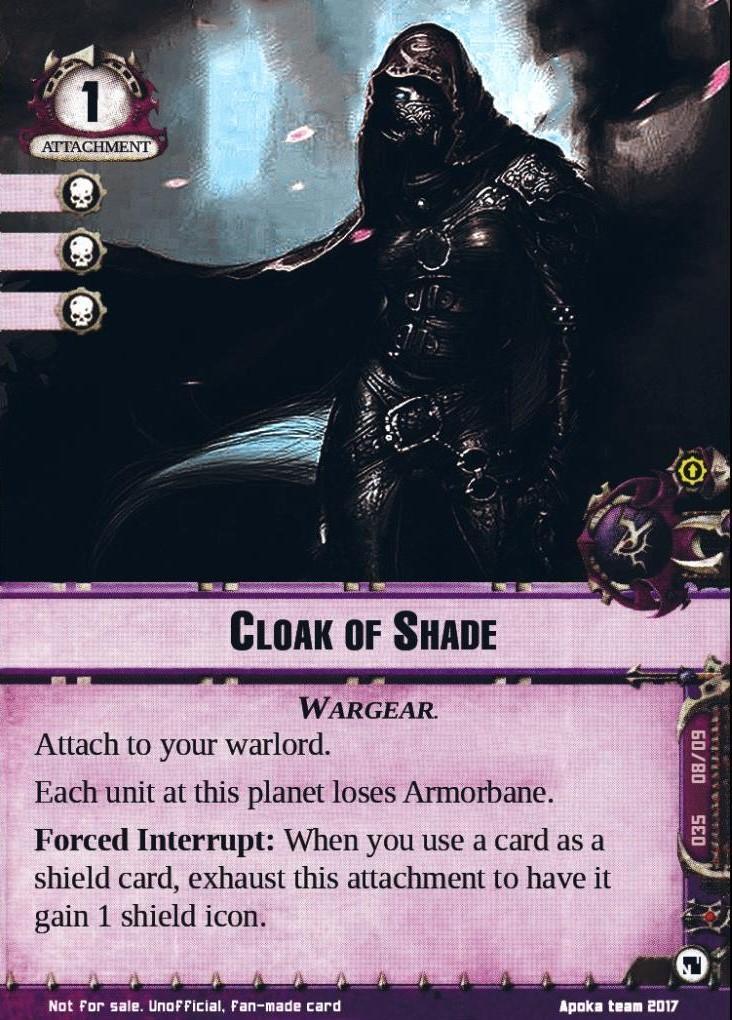 1
ATTACHMENT
CLOAK OF SHADE
WARGEAR.
Attach to your warlord.
Each unit at this planet loses Armorbane.
Forced Interrupt: When you use a card as a
shield card, exhaust this attachment to have it
gain 1 shield icon.
035 08/09
Not for sale. Unofficial, fan-made card
Apoka team 2017